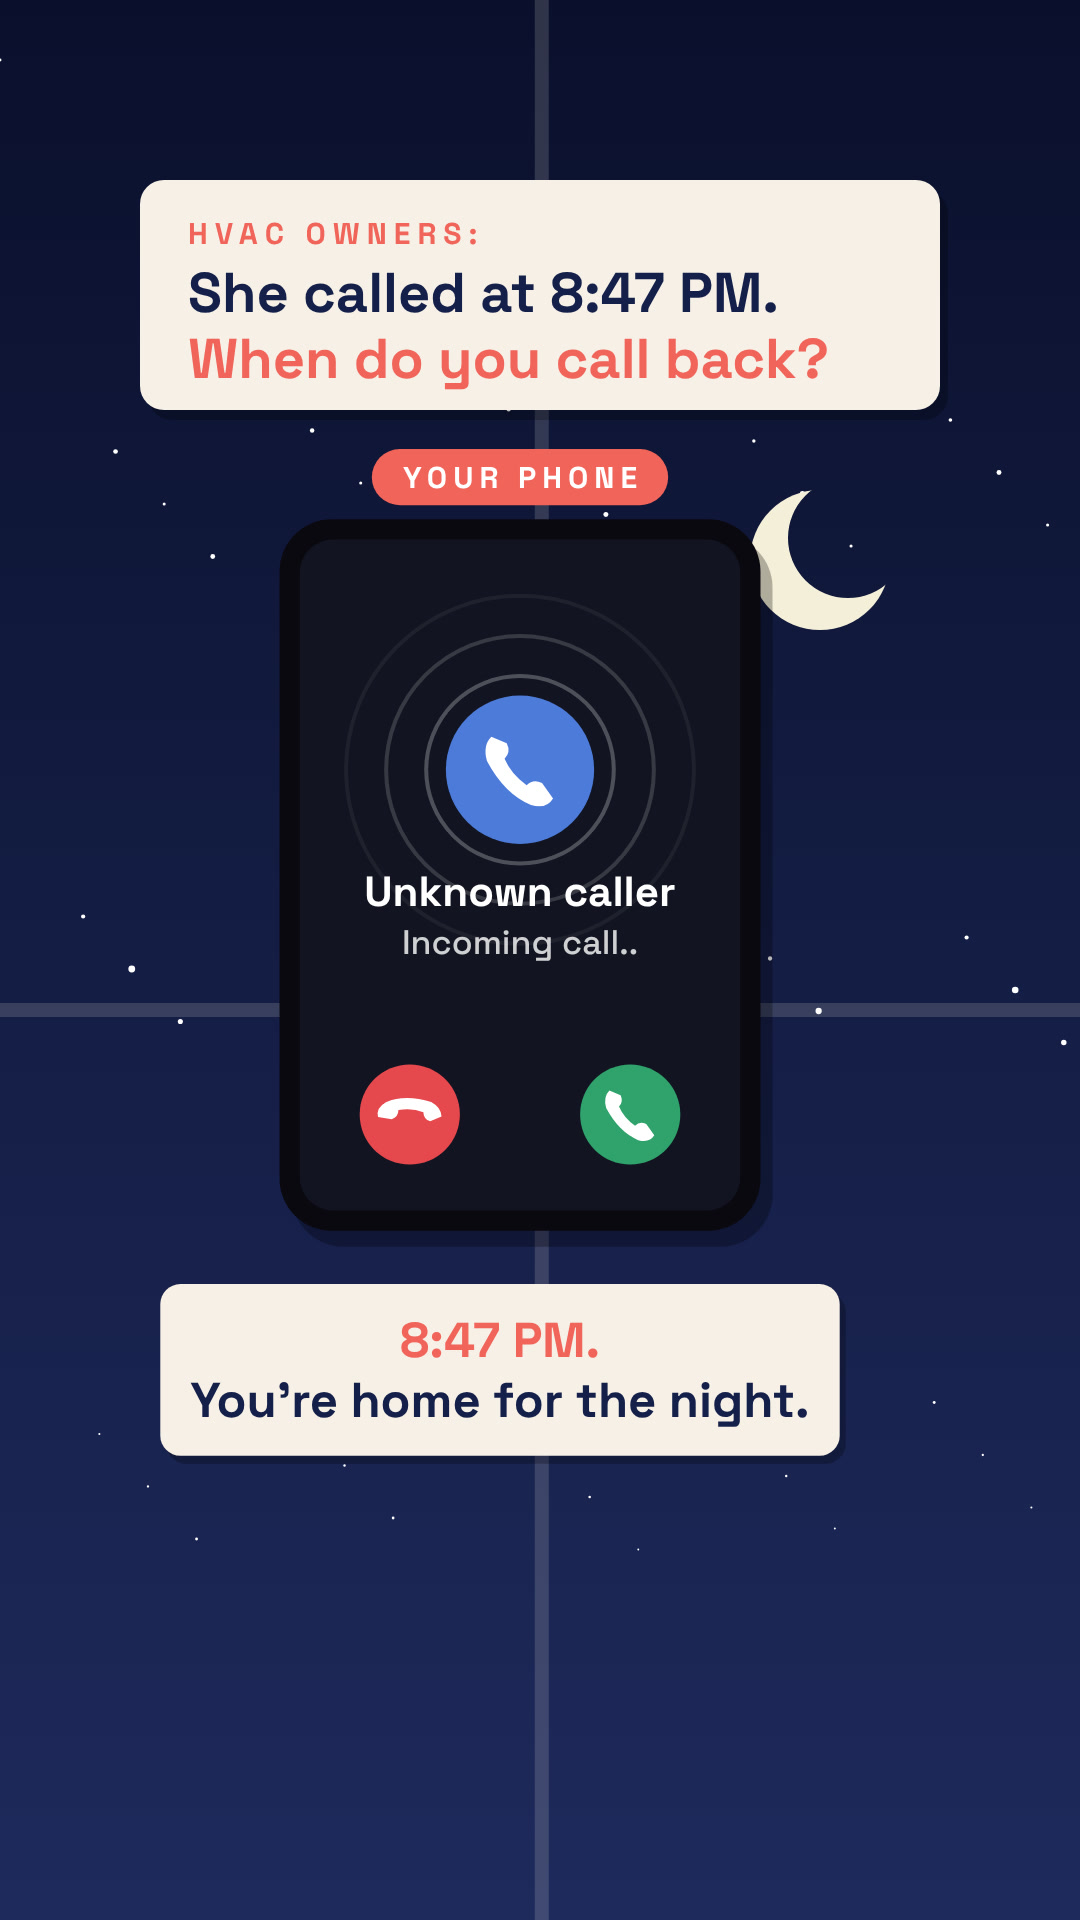 HVAC OWNERS:
She called at 8:47 PM.
When do you call back?
YOUR PHONE
Unknown caller
Incoming call..
8:47 PM.
You’re home for the night.